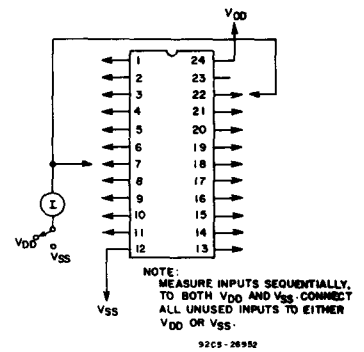 VDD
1 24
2 23
3 22
4 21
5 20
6 19
7 18
8 17
9 16
10 15
11 14
12 13
I
VDD
VSS
VSS
NOTE:
MEASURE INPUTS SEQUENTIALLY,
TO BOTH VDD AND VSS. CONNECT
ALL UNUSED INPUTS TO EITHER
VDD OR VSS.
92CS-26952